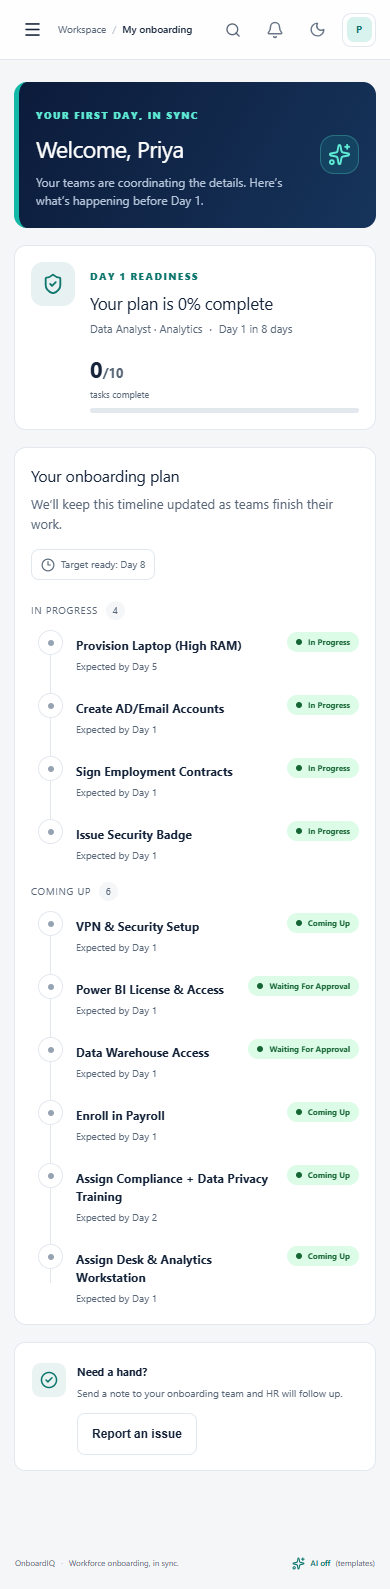 Workspace / My onboarding
P
YOUR FIRST DAY, IN SYNC
Welcome, Priya
Your teams are coordinating the details. Here's
what's happening before Day 1.
DAY 1 READINESS
Your plan is 0% complete
Data Analyst · Analytics · Day 1 in 8 days
0/10
tasks complete
Your onboarding plan
We'll keep this timeline updated as teams finish their
work.
Target ready: Day 8
IN PROGRESS 4
Provision Laptop (High RAM) In Progress
Expected by Day 5
Create AD/Email Accounts In Progress
Expected by Day 1
Sign Employment Contracts In Progress
Expected by Day 1
Issue Security Badge In Progress
Expected by Day 1
COMING UP 6
VPN & Security Setup Coming Up
Expected by Day 1
Power BI License & Access Waiting For Approval
Expected by Day 1
Data Warehouse Access Waiting For Approval
Expected by Day 1
Enroll in Payroll Coming Up
Expected by Day 1
Assign Compliance + Data Privacy Coming Up
Training
Expected by Day 2
Assign Desk & Analytics Coming Up
Workstation
Expected by Day 1
Need a hand?
Send a note to your onboarding team and HR will follow up.
Report an issue
OnboardIQ · Workforce onboarding, in sync. AI off (templates)